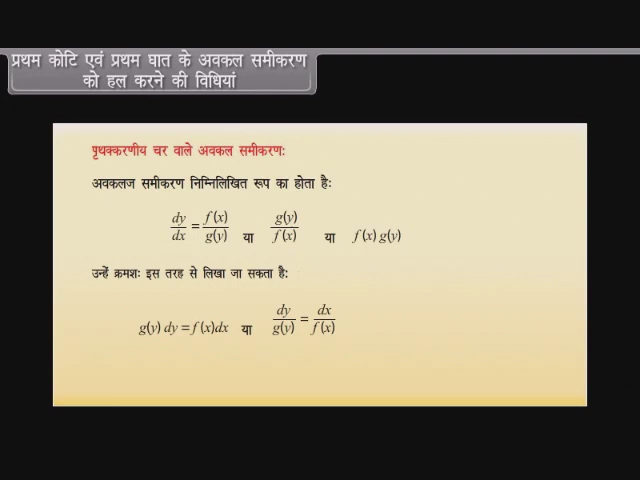 प्रथम कोटि एवं प्रथम घात के अवकल समीकरण
को हल करने की विधियां
पृथक्करणीय चर वाले अवकल समीकरण:
अवकलज समीकरण निम्निलिखित रूप का होता है:
dy/dx = f(x)/g(y) या g(y)/f(x) या f(x) g(y)
उन्हें क्रमशः इस तरह से लिखा जा सकता है:
g(y) dy = f(x)dx या dy/g(y) = dx/f(x)